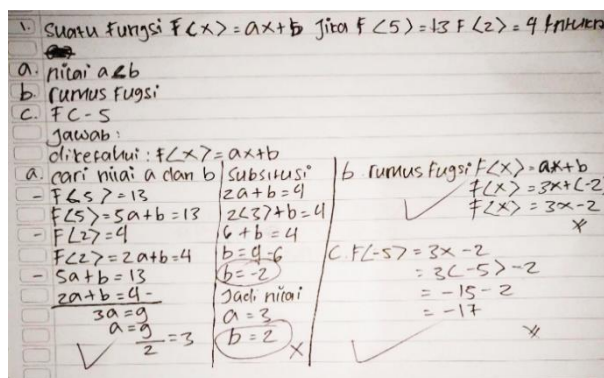 1. Suatu Fungsi F(x) = ax+b Jika F(5) = 13 F(2) = 4
a. nilai a & b
b. rumus Fugsi
c. F(-5
Jawab :
diketahui : F(x) = ax+b
a. cari nilai a dan b
- F(5) = 13
F(5) = 5a+b = 13
- F(2) = 4
F(2) = 2a+b = 4
- 5a+b = 13
2a+b = 4 -
3a = 9
a = 9/2 = 3
Subsitusi
2a+b = 4
2(3)+b = 4
6+b = 4
b = 4-6
b = -2
Jadi nilai
a = 3
b = 2
b rumus Fugsi F(x) = ax+b
F(x) = 3x+(-2
F(x) = 3x-2
C. F(-5) = 3x-2
= 3(-5)-2
= -15-2
= -17